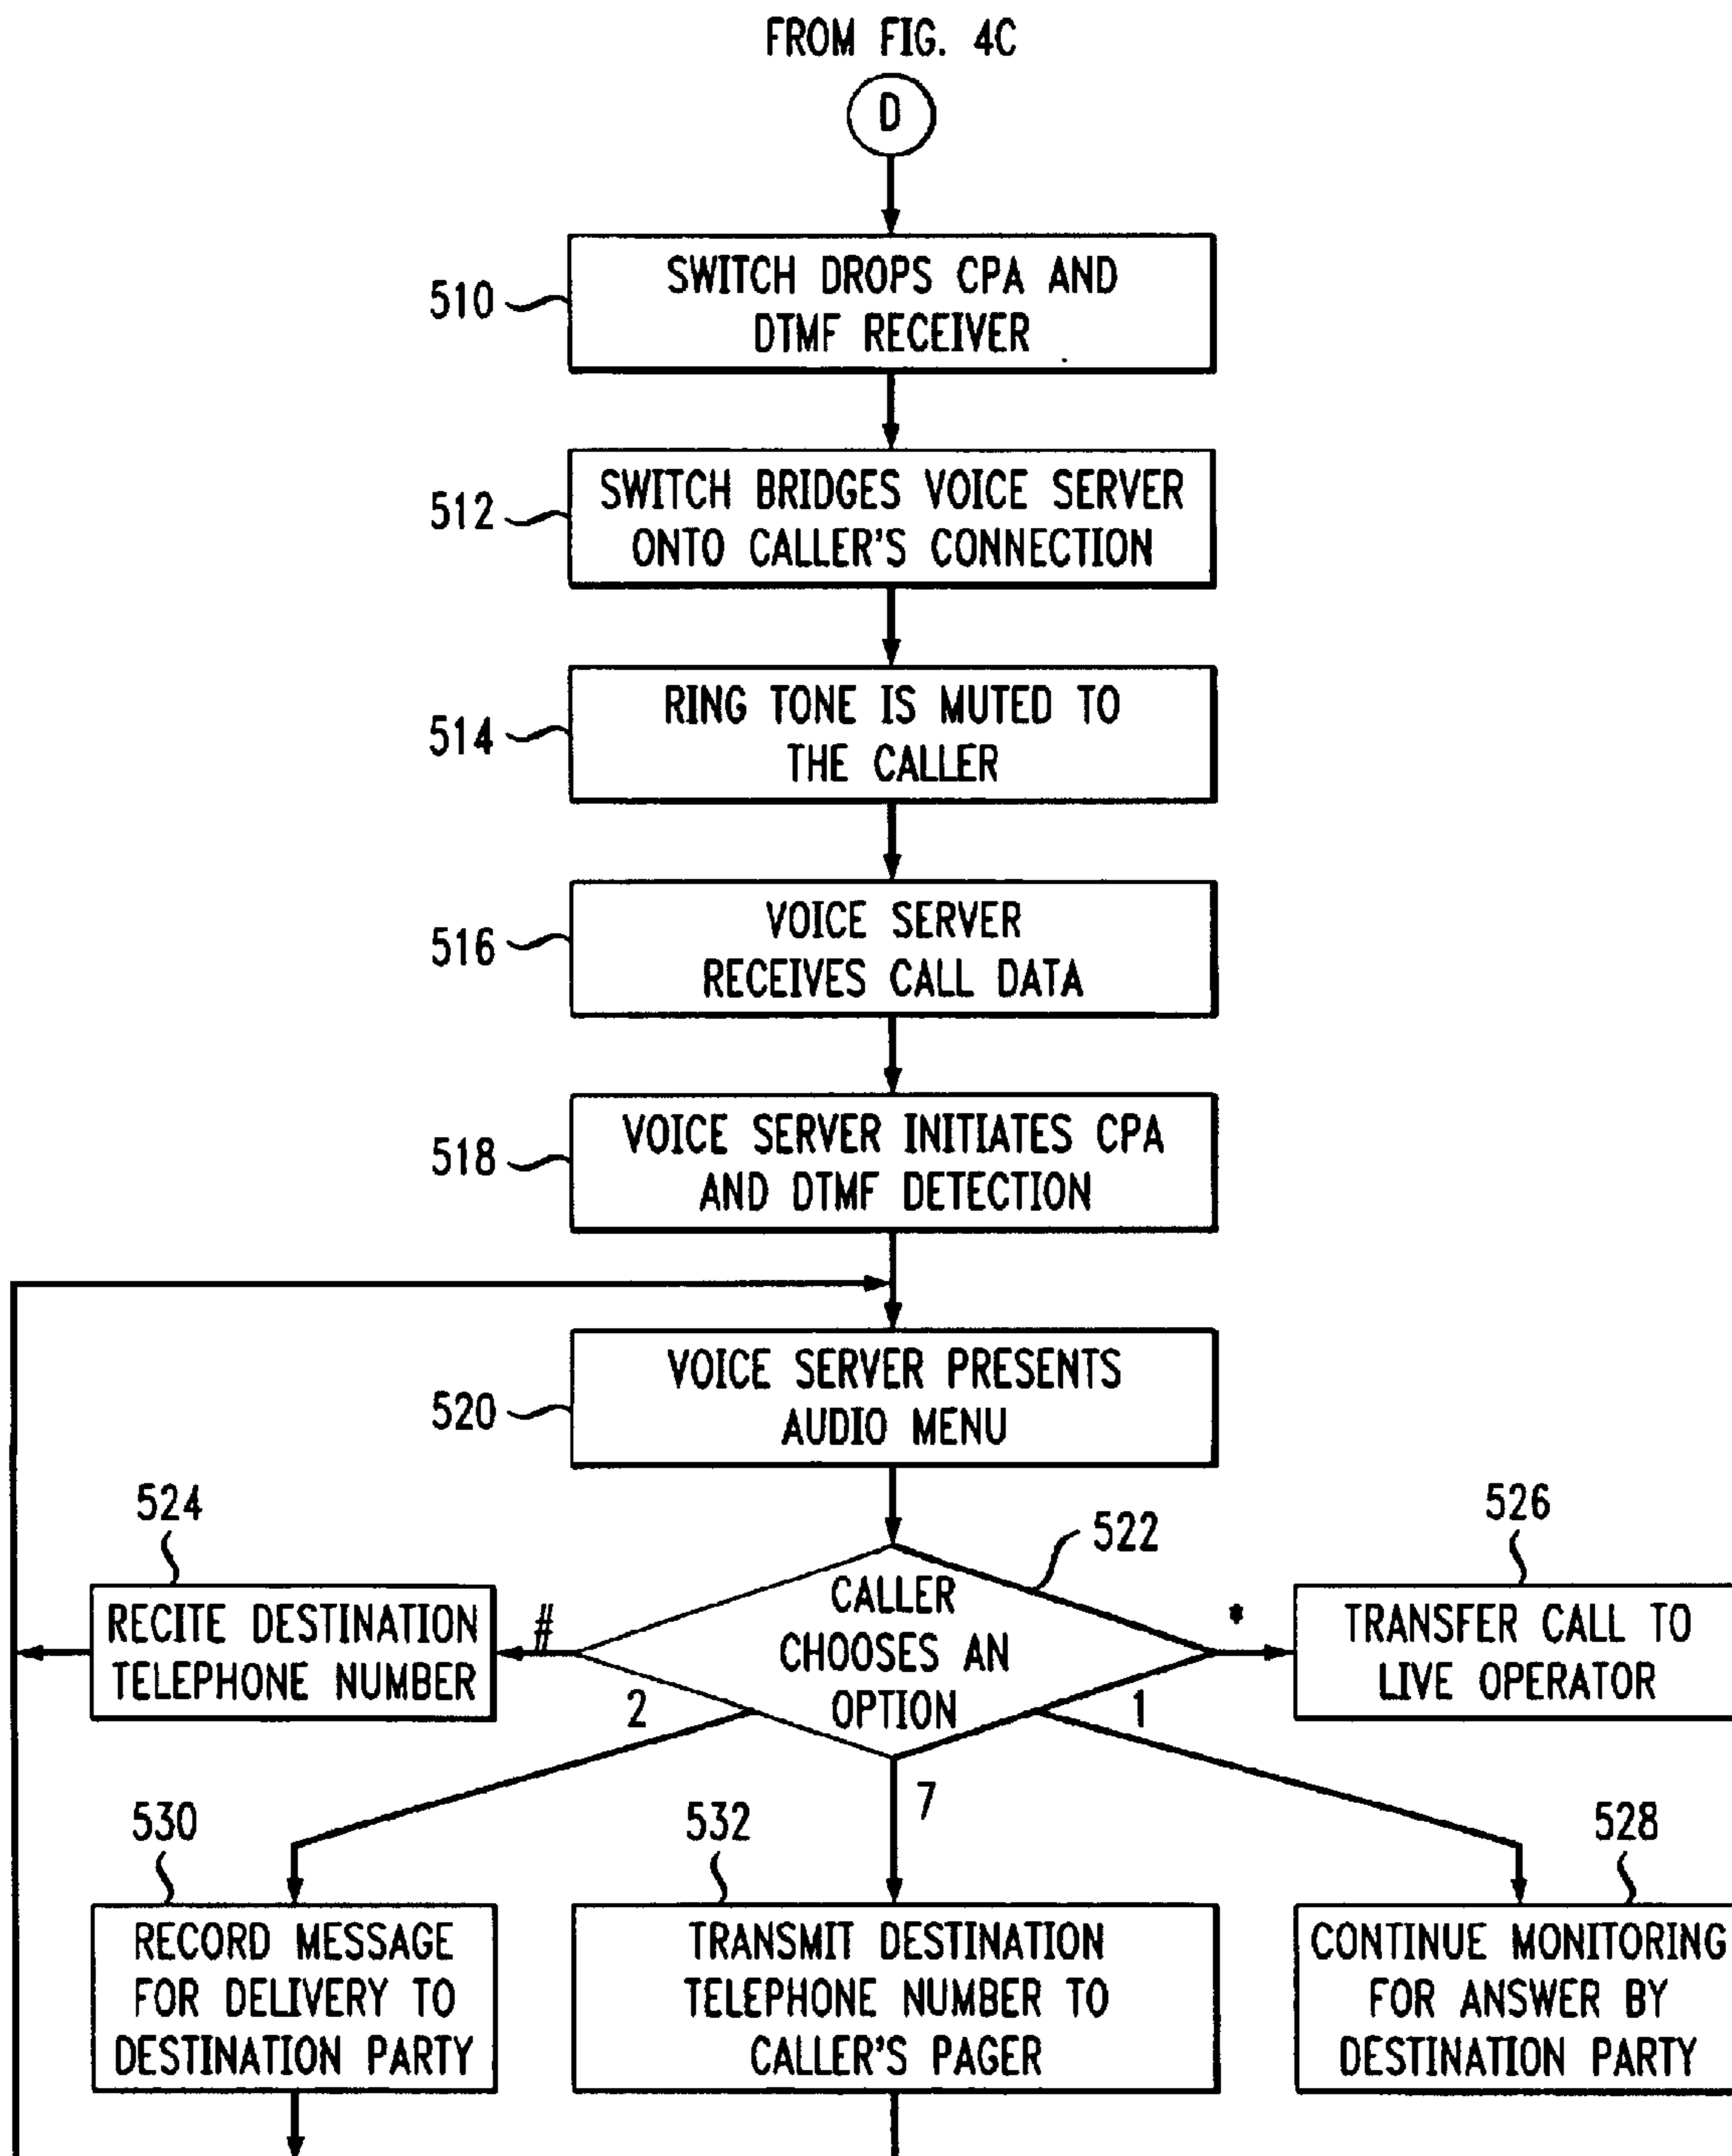 FROM FIG. 4C
D
510
SWITCH DROPS CPA AND
DTMF RECEIVER
512
SWITCH BRIDGES VOICE SERVER
ONTO CALLER'S CONNECTION
514
RING TONE IS MUTED TO
THE CALLER
516
VOICE SERVER
RECEIVES CALL DATA
518
VOICE SERVER INITIATES CPA
AND DTMF DETECTION
520
VOICE SERVER PRESENTS
AUDIO MENU
524
RECITE DESTINATION
TELEPHONE NUMBER
#
522
CALLER
CHOOSES AN
OPTION
*
526
TRANSFER CALL TO
LIVE OPERATOR
2
7
1
530
RECORD MESSAGE
FOR DELIVERY TO
DESTINATION PARTY
532
TRANSMIT DESTINATION
TELEPHONE NUMBER TO
CALLER'S PAGER
528
CONTINUE MONITORING
FOR ANSWER BY
DESTINATION PARTY